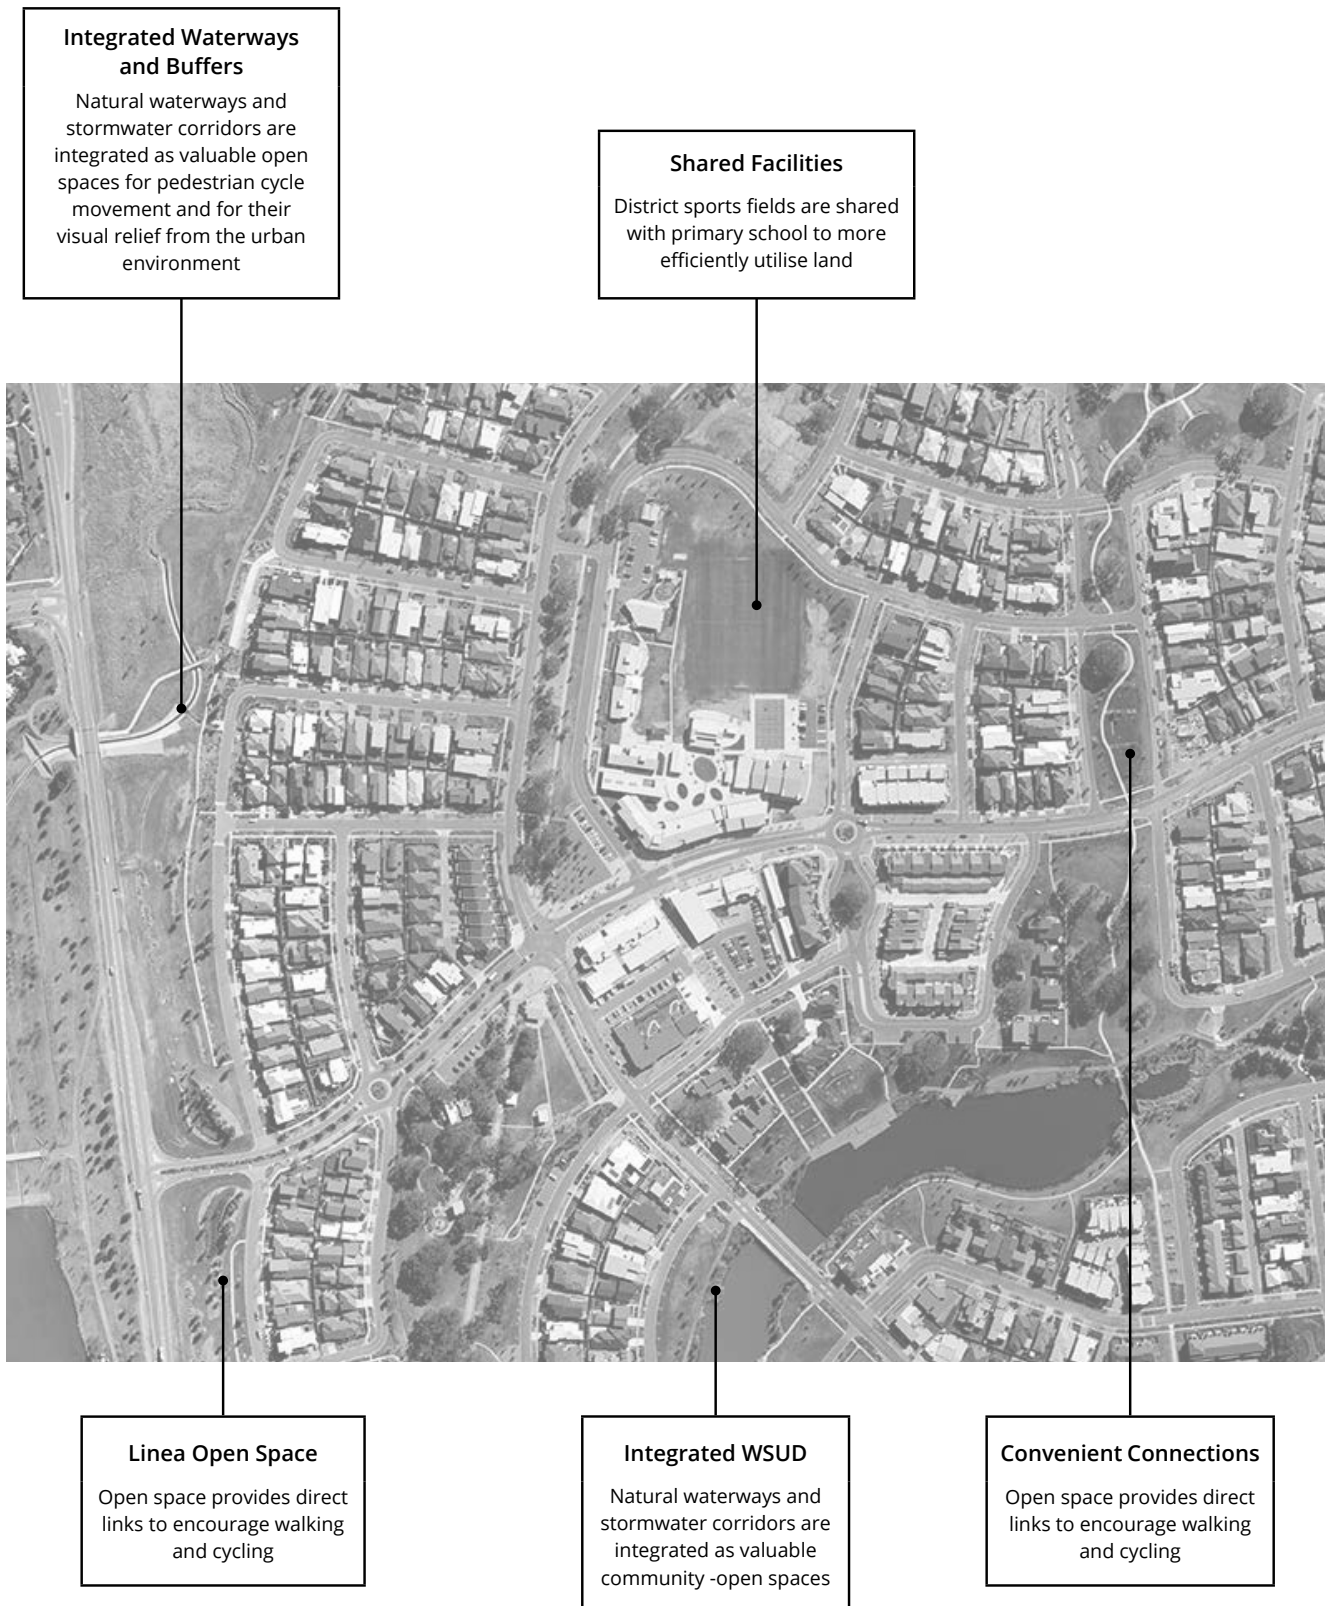 Integrated Waterways
and Buffers
Natural waterways and
stormwater corridors are
integrated as valuable open
spaces for pedestrian cycle
movement and for their
visual relief from the urban
environment
Shared Facilities
District sports fields are shared
with primary school to more
efficiently utilise land
Linea Open Space
Open space provides direct
links to encourage walking
and cycling
Integrated WSUD
Natural waterways and
stormwater corridors are
integrated as valuable
community -open spaces
Convenient Connections
Open space provides direct
links to encourage walking
and cycling